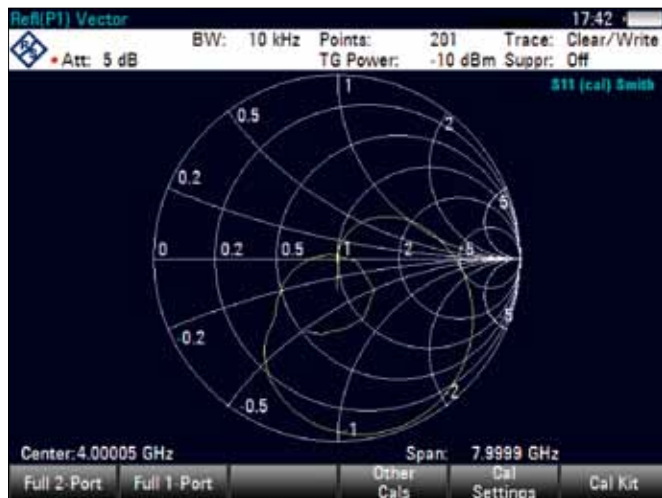 Refl(P1) Vector 17:42
R&S
• Att: 5 dB BW: 10 kHz Points: 201 Trace: Clear/Write
TG Power: -10 dBm Suppr: Off
S11 (cal) Smith
1
0.5 2
0.2 5
0 0.2 0.5 1 2 5
-0.2 -5
-0.5 -2
-1
Center:4.00005 GHz Span: 7.9999 GHz
Full 2-Port Full 1-Port Other Cals Cal Settings Cal Kit